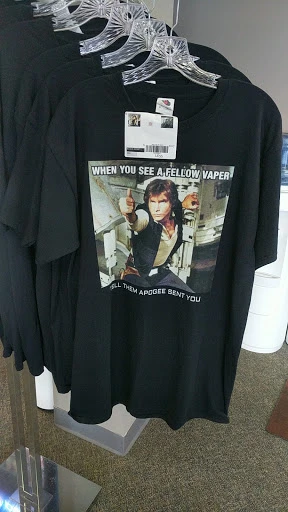 WHEN YOU SEE A FELLOW VAPER
TELL THEM APOGEE SENT YOU